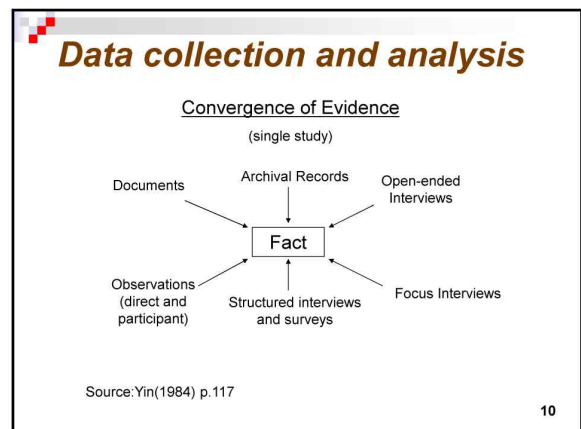 Data collection and analysis
Convergence of Evidence
(single study)
Documents
Archival Records
Open-ended
Interviews
Fact
Observations
(direct and
participant)
Structured interviews
and surveys
Focus Interviews
Source:Yin(1984) p.117
10